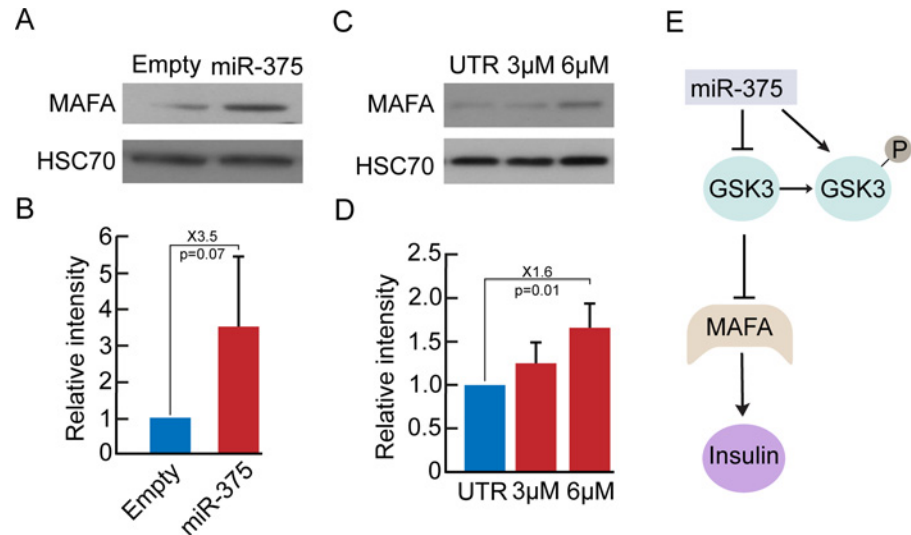 A
Empty miR-375
MAFA
HSC70
B
Relative intensity
6
5
4
3
2
1
0
X3.5
p=0.07
Empty
miR-375
C
UTR 3µM 6µM
MAFA
HSC70
D
Relative intensity
2.5
2.0
1.5
1.0
0.5
0
X1.6
p=0.01
UTR 3µM 6µM
E
miR-375
P
GSK3 GSK3
MAFA
Insulin